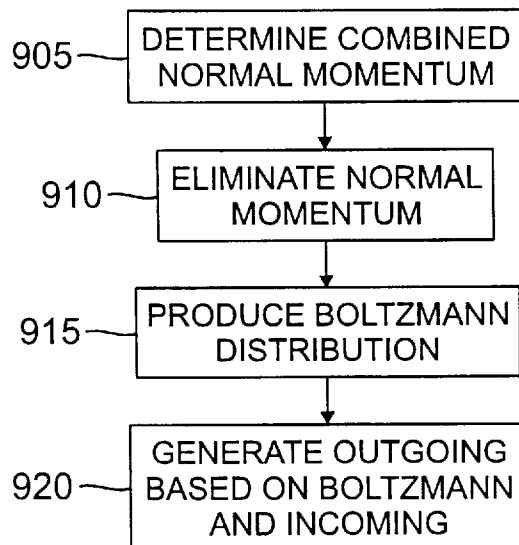 905
DETERMINE COMBINED
NORMAL MOMENTUM
910
ELIMINATE NORMAL
MOMENTUM
915
PRODUCE BOLTZMANN
DISTRIBUTION
920
GENERATE OUTGOING
BASED ON BOLTZMANN
AND INCOMING